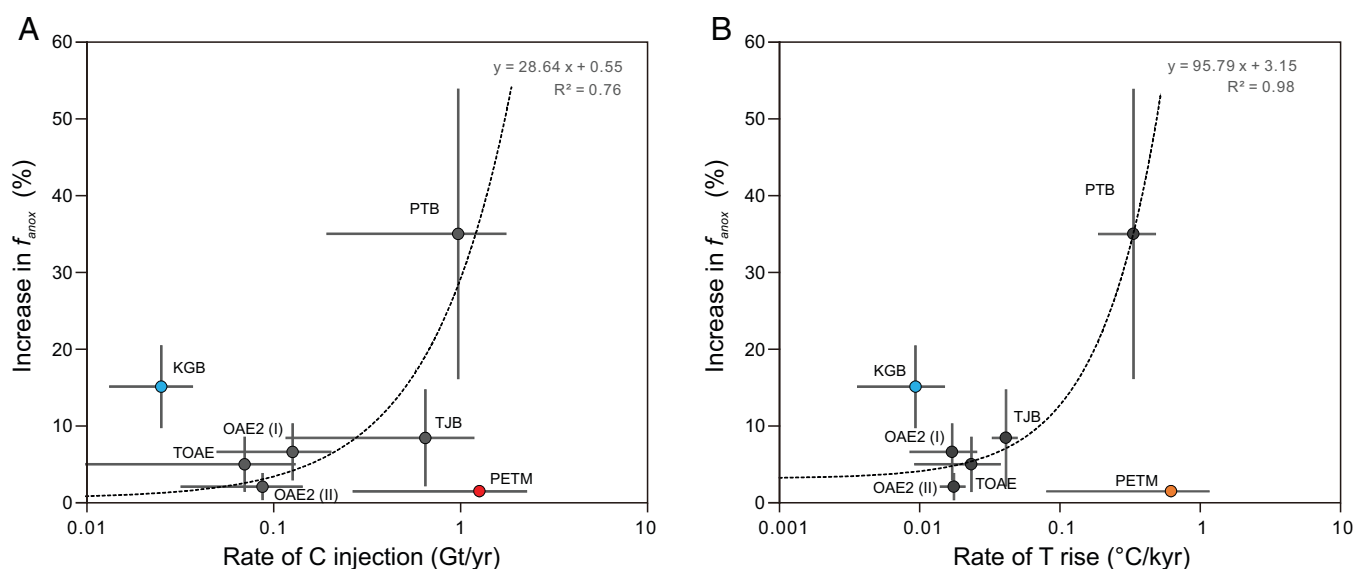 A
60
50
40
30
20
10
0
Increase in f_anox (%)
y = 28.64 x + 0.55
R² = 0.76
PTB
KGB
OAE2 (I)
TJB
TOAE
PETM
OAE2 (II)
0.01
0.1
1
10
Rate of C injection (Gt/yr)
B
60
50
40
30
20
10
0
Increase in f_anox (%)
y = 95.79 x + 3.15
R² = 0.98
PTB
KGB
TJB
OAE2 (I)
OAE2 (II)
TOAE
PETM
0.001
0.01
0.1
1
10
Rate of T rise (°C/kyr)